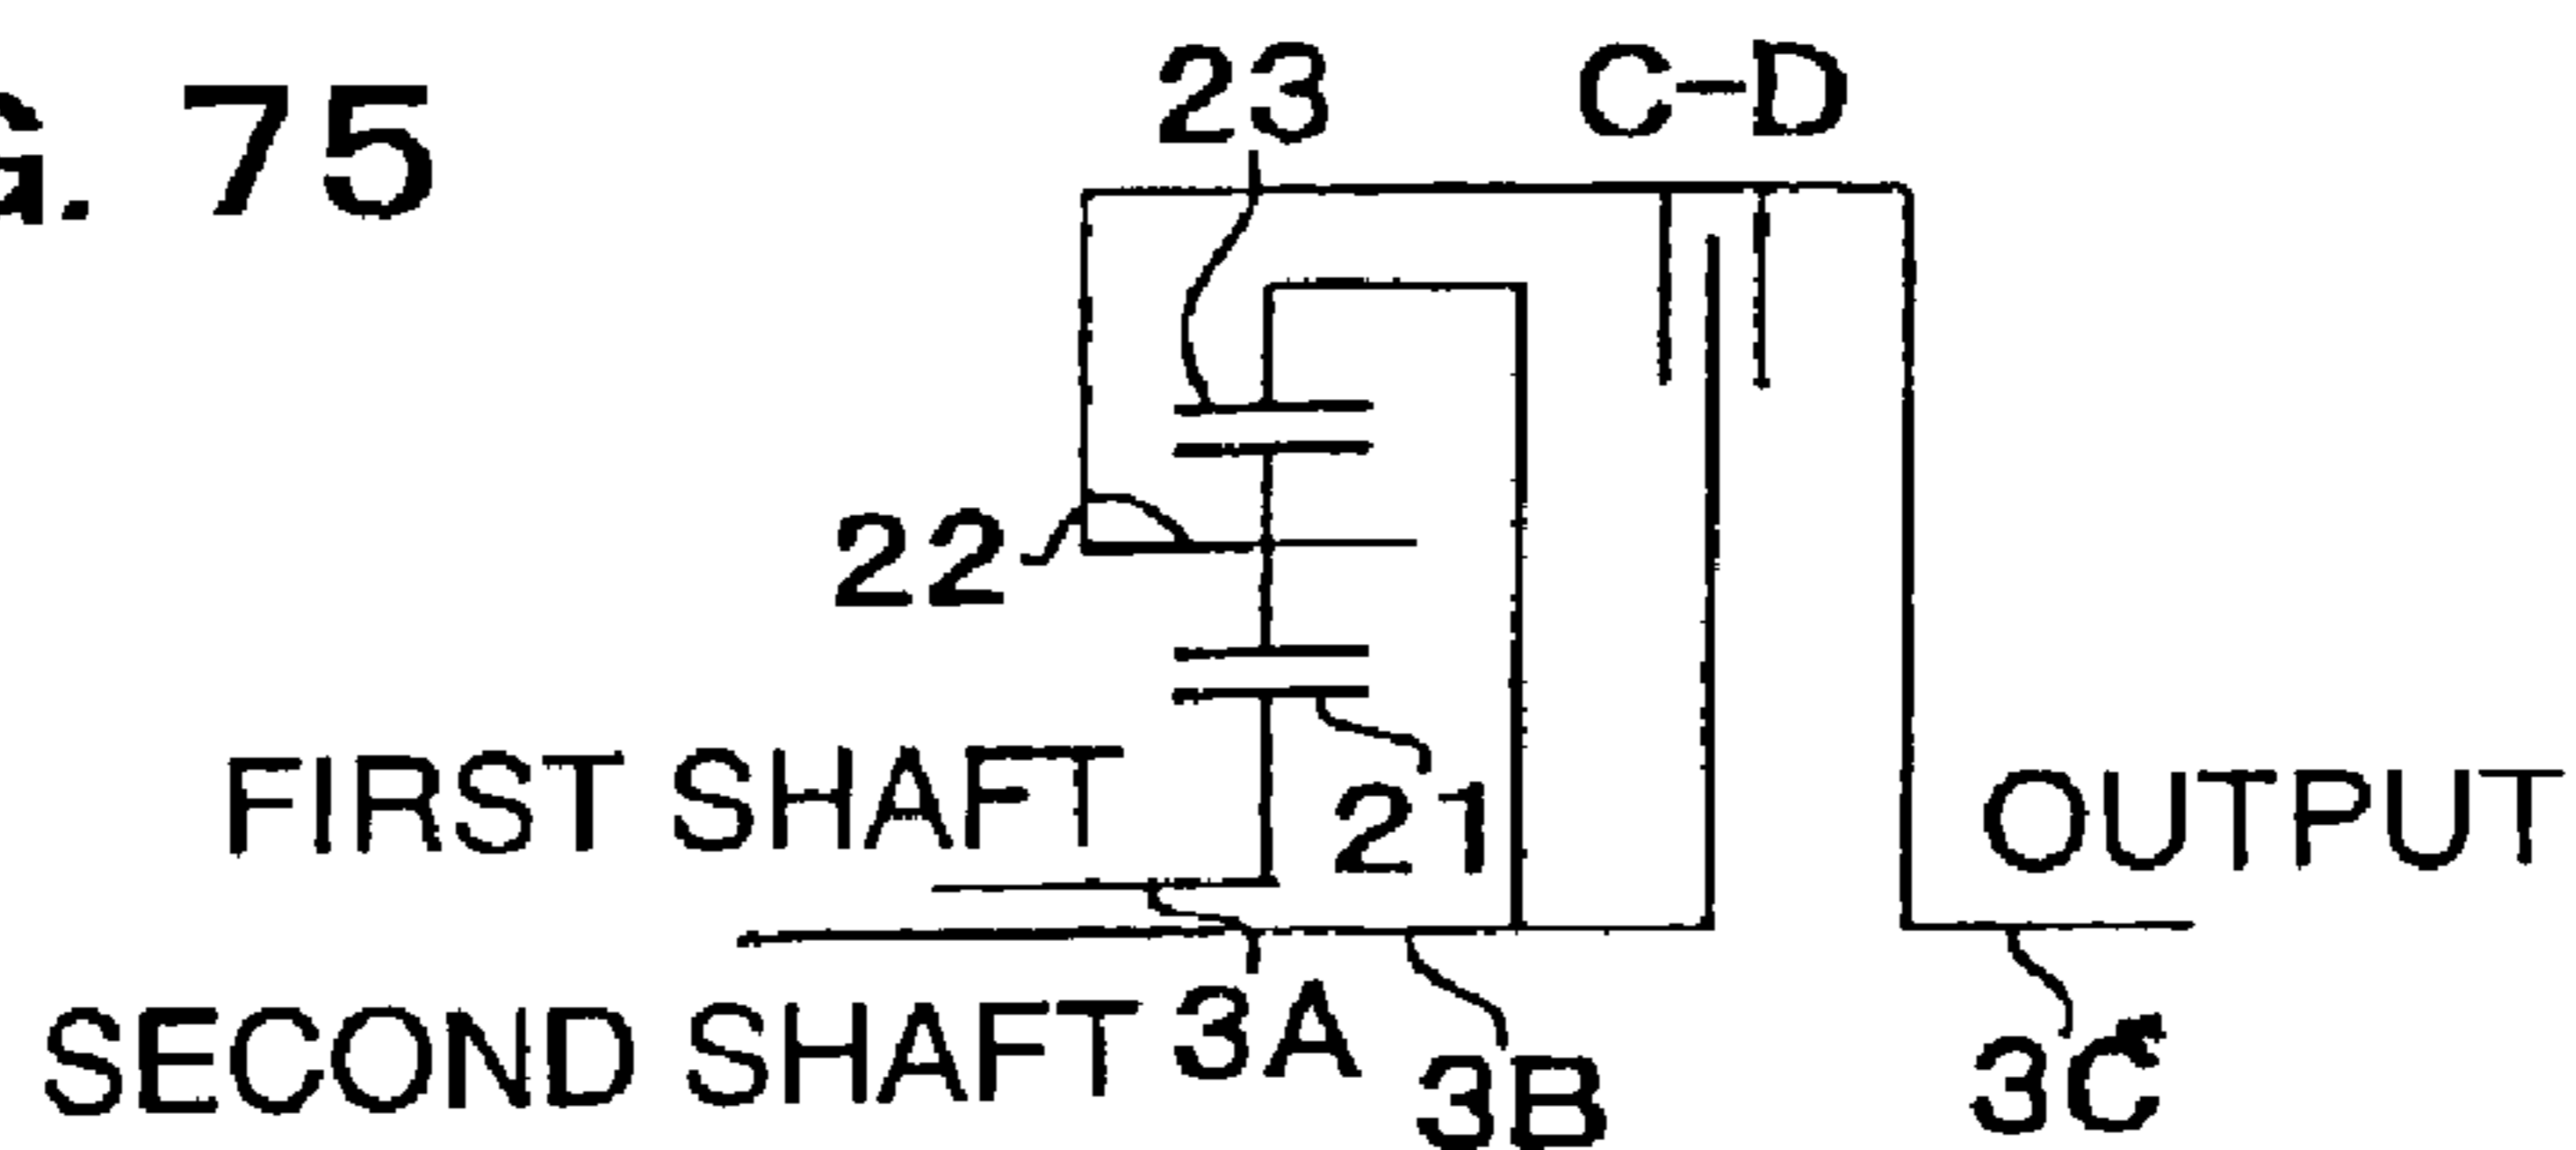 G. 75
23
C-D
22
FIRST SHAFT
21
OUTPUT
SECOND SHAFT
3A
3B
3C